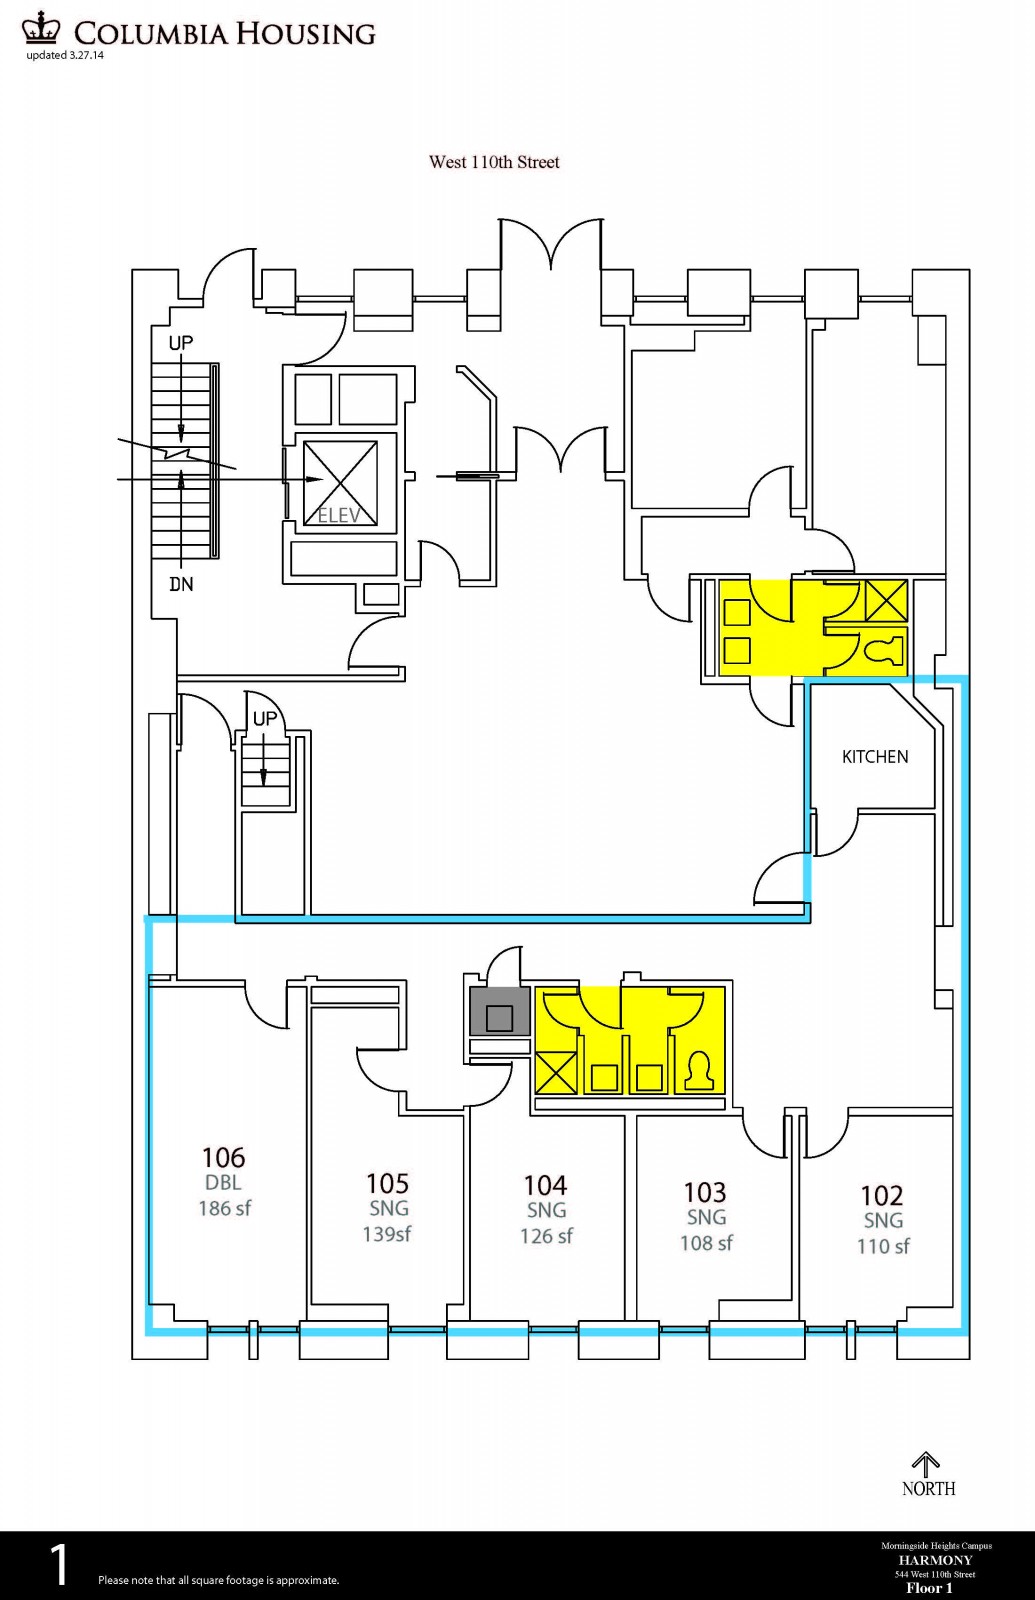 COLUMBIA HOUSING
updated 3.27.14
West 110th Street
UP
ELEV
DN
UP
KITCHEN
106
DBL
186 sf
105
SNG
139sf
104
SNG
126 sf
103
SNG
108 sf
102
SNG
110 sf
NORTH
1
Please note that all square footage is approximate.
Morningside Heights Campus
HARMONY
544 West 110th Street
Floor 1